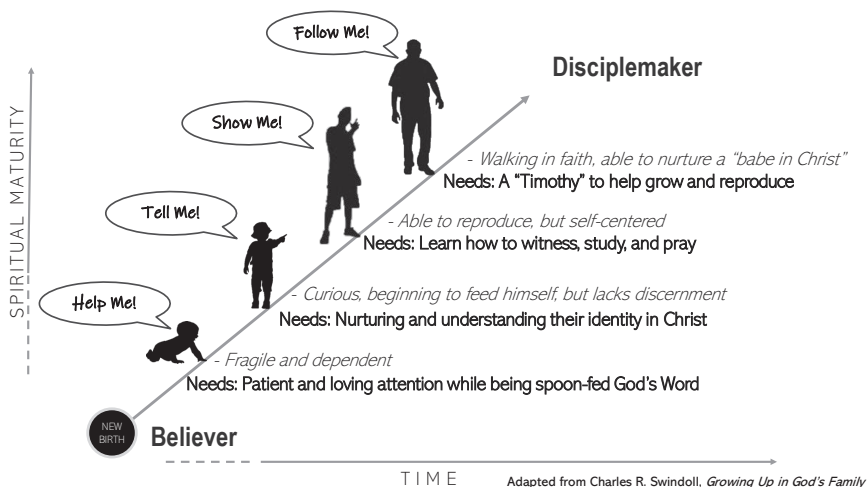 Follow Me!
Disciplemaker
Show Me!
- Walking in faith, able to nurture a “babe in Christ”
Needs: A “Timothy” to help grow and reproduce
Tell Me!
- Able to reproduce, but self-centered
Needs: Learn how to witness, study, and pray
Help Me!
- Curious, beginning to feed himself, but lacks discernment
Needs: Nurturing and understanding their identity in Christ
- Fragile and dependent
Needs: Patient and loving attention while being spoon-fed God’s Word
SPIRITUAL MATURITY
NEW
BIRTH
Believer
TIME
Adapted from Charles R. Swindoll, Growing Up in God’s Family